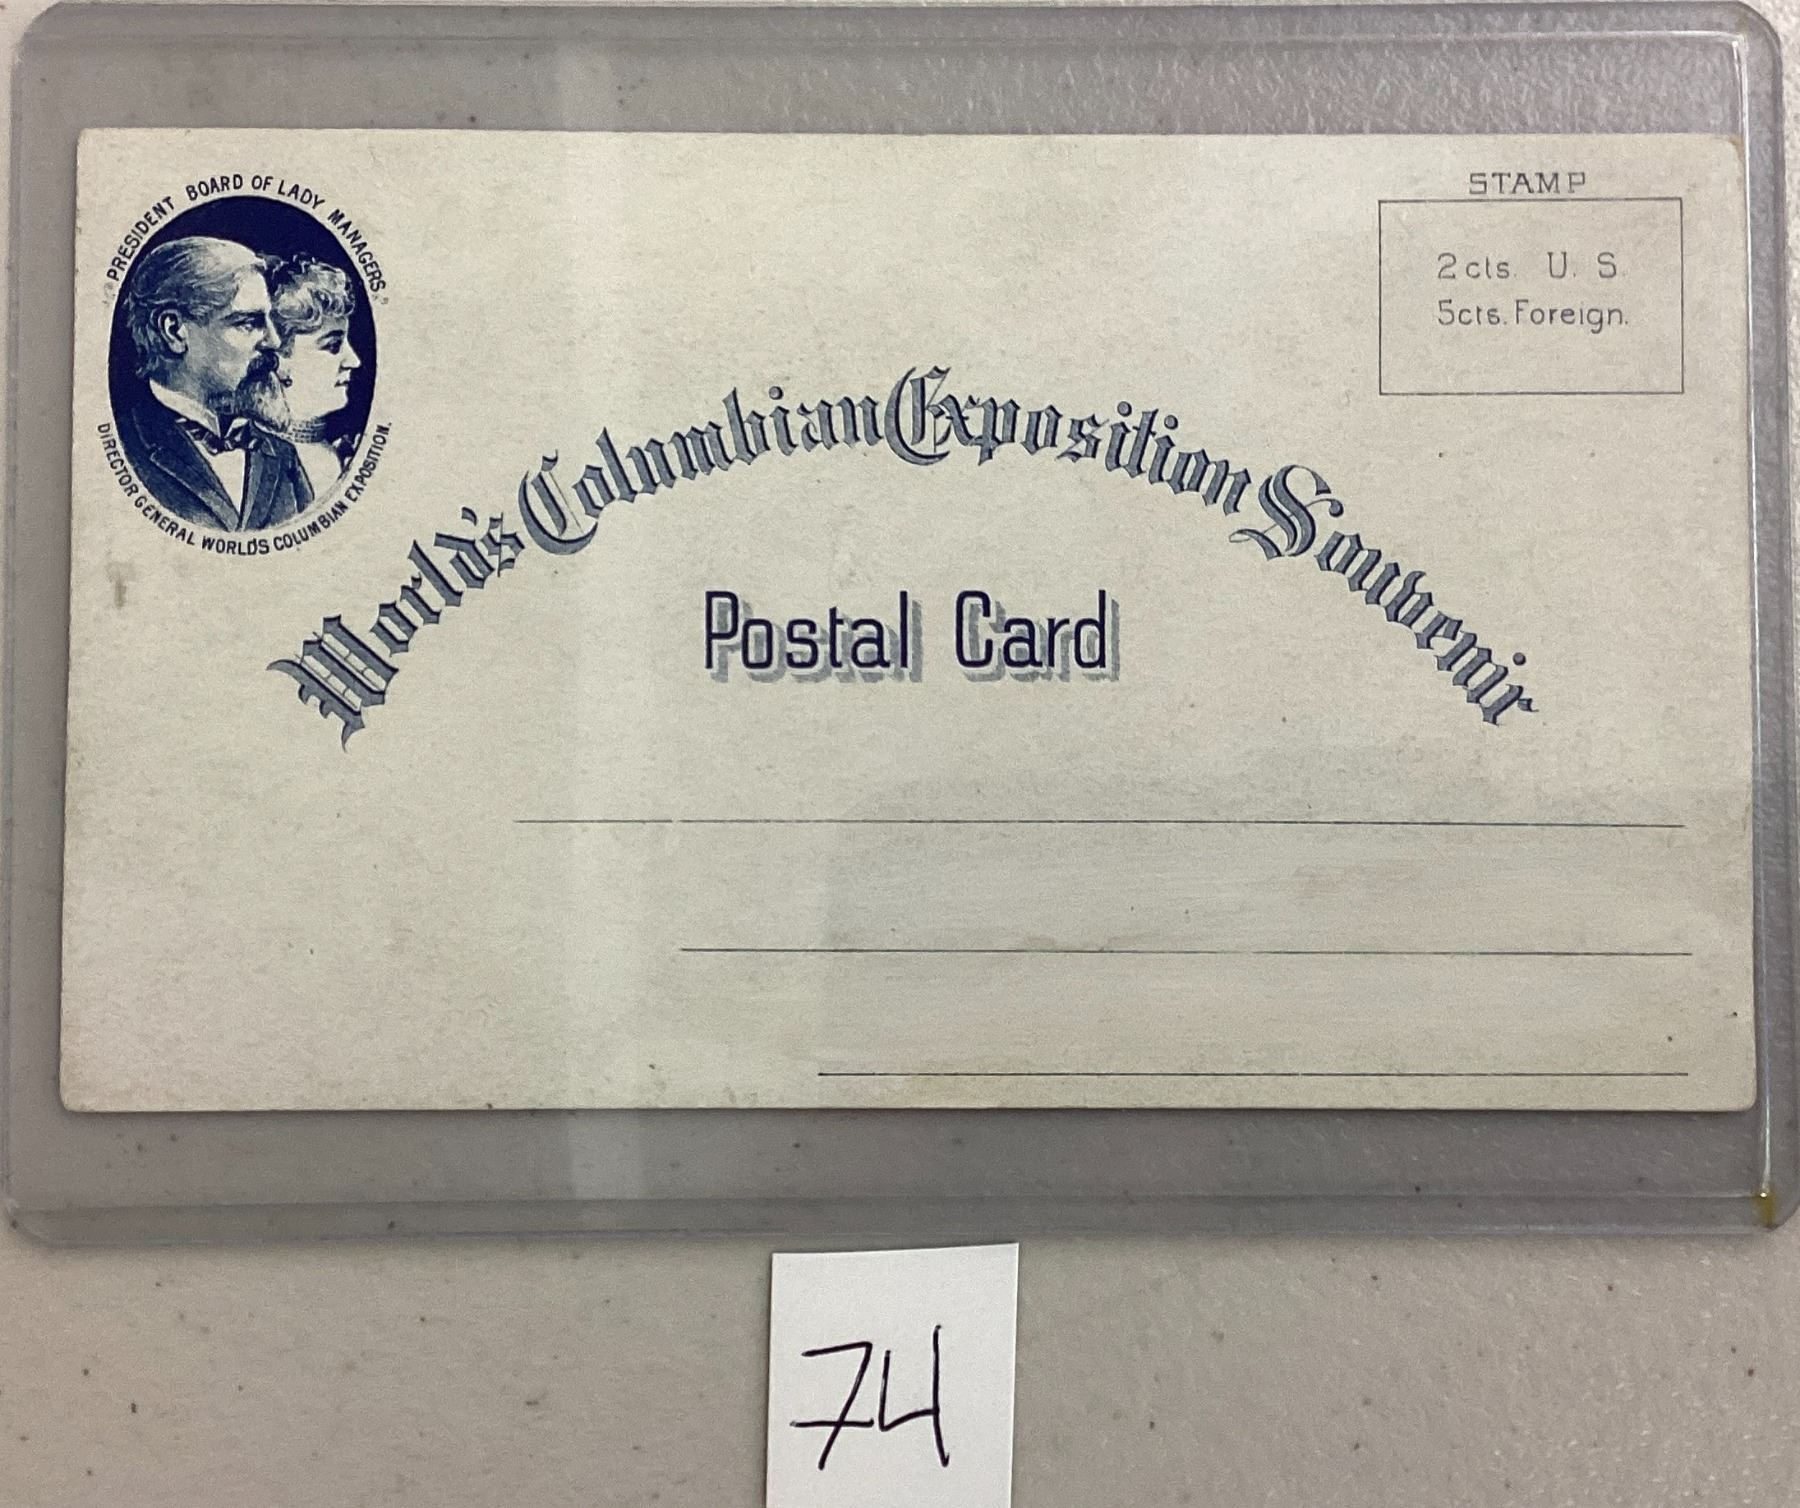 "PRESIDENT BOARD OF LADY MANAGERS."
DIRECTOR GENERAL WORLD'S COLUMBIAN EXPOSITION.
STAMP
2cts. U. S.
5cts. Foreign.
World's Columbian Exposition Souvenir
Postal Card
74